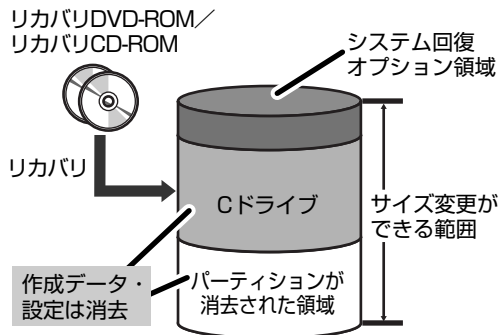 リカバリDVD-ROM／
リカバリCD-ROM
システム回復
オプション領域
リカバリ
Cドライブ
サイズ変更が
できる範囲
作成データ・
設定は消去
パーティションが
消去された領域